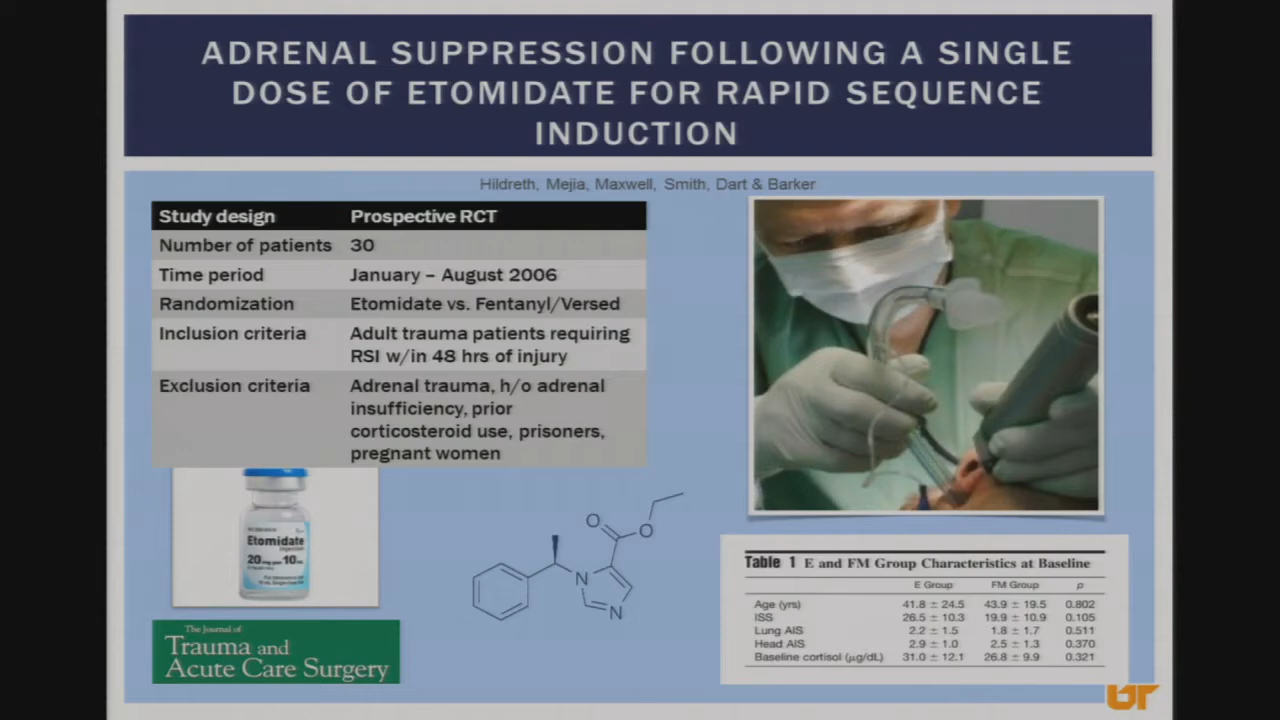 ADRENAL SUPPRESSION FOLLOWING A SINGLE
DOSE OF ETOMIDATE FOR RAPID SEQUENCE
INDUCTION
Hildreth, Mejia, Maxwell, Smith, Dart & Barker
Study design Prospective RCT
Number of patients 30
Time period January – August 2006
Randomization Etomidate vs. Fentanyl/Versed
Inclusion criteria Adult trauma patients requiring
RSI w/in 48 hrs of injury
Exclusion criteria Adrenal trauma, h/o adrenal
insufficiency, prior
corticosteroid use, prisoners,
pregnant women
Etomidate
Injection
20 mg per 10 mL
O
O
N
N
The Journal of
Trauma and
Acute Care Surgery
Table 1 E and FM Group Characteristics at Baseline
E Group FM Group p
Age (yrs) 41.8 ± 24.5 43.9 ± 19.5 0.802
ISS 26.5 ± 10.3 19.9 ± 10.9 0.105
Lung AIS 2.2 ± 1.5 1.8 ± 1.7 0.511
Head AIS 2.9 ± 1.0 2.5 ± 1.3 0.370
Baseline cortisol (μg/dL) 31.0 ± 12.1 26.8 ± 9.9 0.321
UT